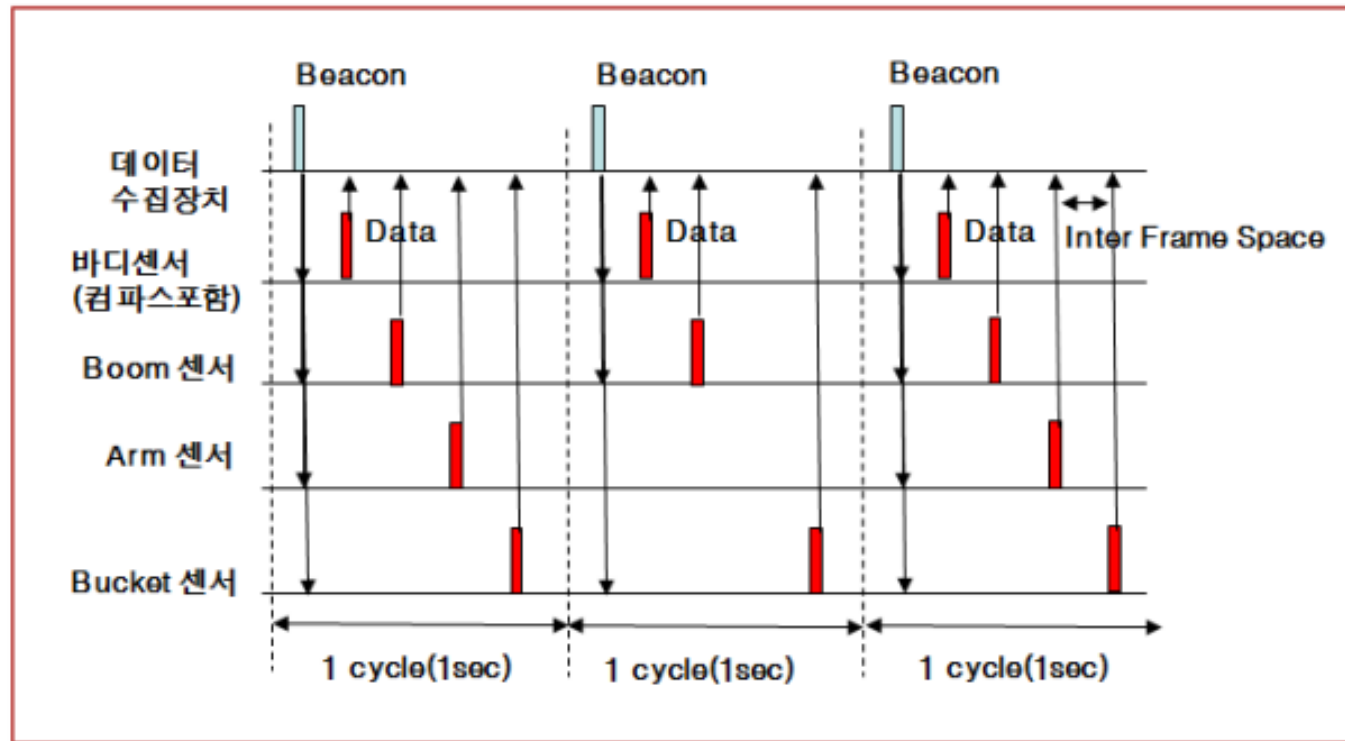 Beacon
Beacon
Beacon
데이터
수집장치
Data
Data
Data
Inter Frame Space
바디센서
(컴파스포함)
Boom 센서
Arm 센서
Bucket 센서
1 cycle(1sec)
1 cycle(1sec)
1 cycle(1sec)